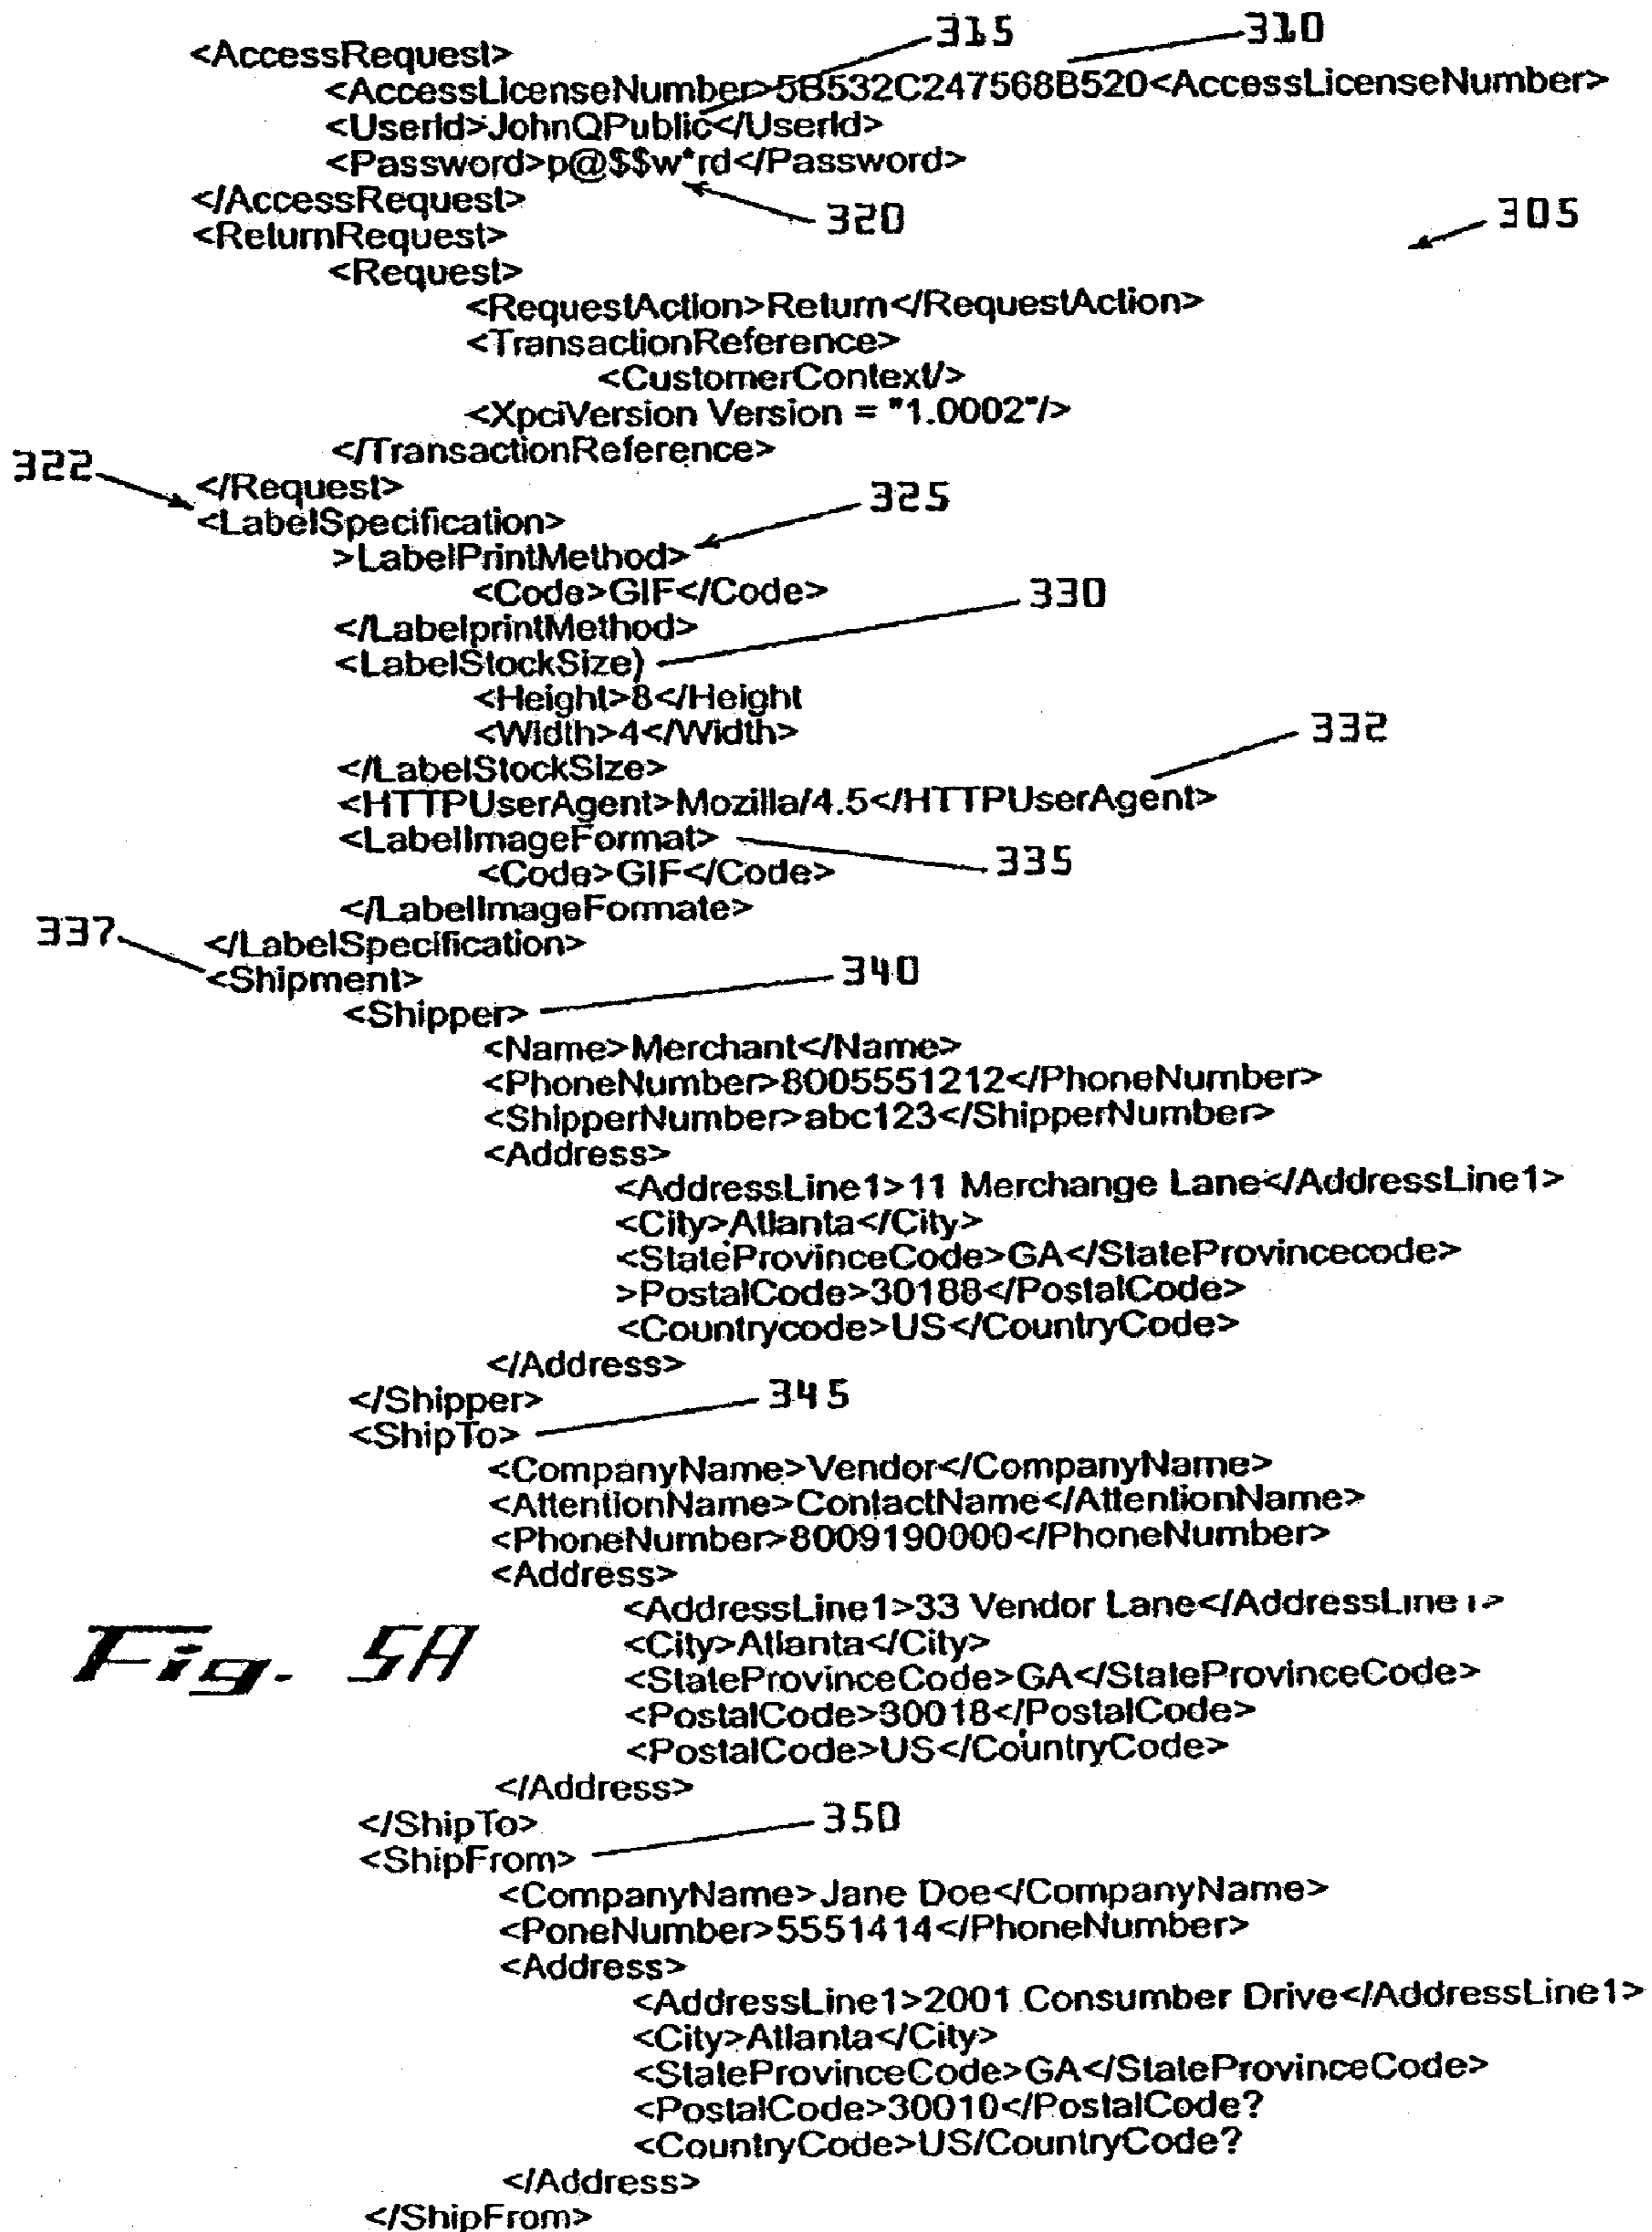 315
310
<AccessRequest>
<AccessLicenseNumber>5B532C247568B520<AccessLicenseNumber>
<UserId>JohnQPublic</UserId>
<Password>p@$$w*rd</Password>
</AccessRequest>
320
305
<ReturnRequest>
<Request>
<RequestAction>Return</RequestAction>
<TransactionReference>
<CustomerContext/>
<XpciVersion Version = "1.0002"/>
</TransactionReference>
322
</Request>
325
<LabelSpecification>
>LabelPrintMethod>
<Code>GIF</Code>
330
</LabelprintMethod>
<LabelStockSize)
<Height>8</Height
<Width>4</Width>
332
</LabelStockSize>
<HTTPUserAgent>Mozilla/4.5</HTTPUserAgent>
<LabelImageFormat>
335
<Code>GIF</Code>
</LabelImageFormate>
337
</LabelSpecification>
<Shipment>
340
<Shipper>
<Name>Merchant</Name>
<PhoneNumber>8005551212</PhoneNumber>
<ShipperNumber>abc123</ShipperNumber>
<Address>
<AddressLine1>11 Merchange Lane</AddressLine1>
<City>Atlanta</City>
<StateProvinceCode>GA</StateProvincecode>
>PostalCode>30188</PostalCode>
<Countrycode>US</CountryCode>
</Address>
</Shipper>
345
<ShipTo>
<CompanyName>Vendor</CompanyName>
<AttentionName>ContactName</AttentionName>
<PhoneNumber>8009190000</PhoneNumber>
<Address>
<AddressLine1>33 Vendor Lane</AddressLine1>
<City>Atlanta</City>
<StateProvinceCode>GA</StateProvinceCode>
<PostalCode>30018</PostalCode>
<PostalCode>US</CountryCode>
</Address>
Fig. 5A
</ShipTo>
350
<ShipFrom>
<CompanyName>Jane Doe</CompanyName>
<PoneNumber>5551414</PhoneNumber>
<Address>
<AddressLine1>2001 Consumber Drive</AddressLine1>
<City>Atlanta</City>
<StateProvinceCode>GA</StateProvinceCode>
<PostalCode>30010</PostalCode?
<CountryCode>US/CountryCode?
</Address>
</ShipFrom>